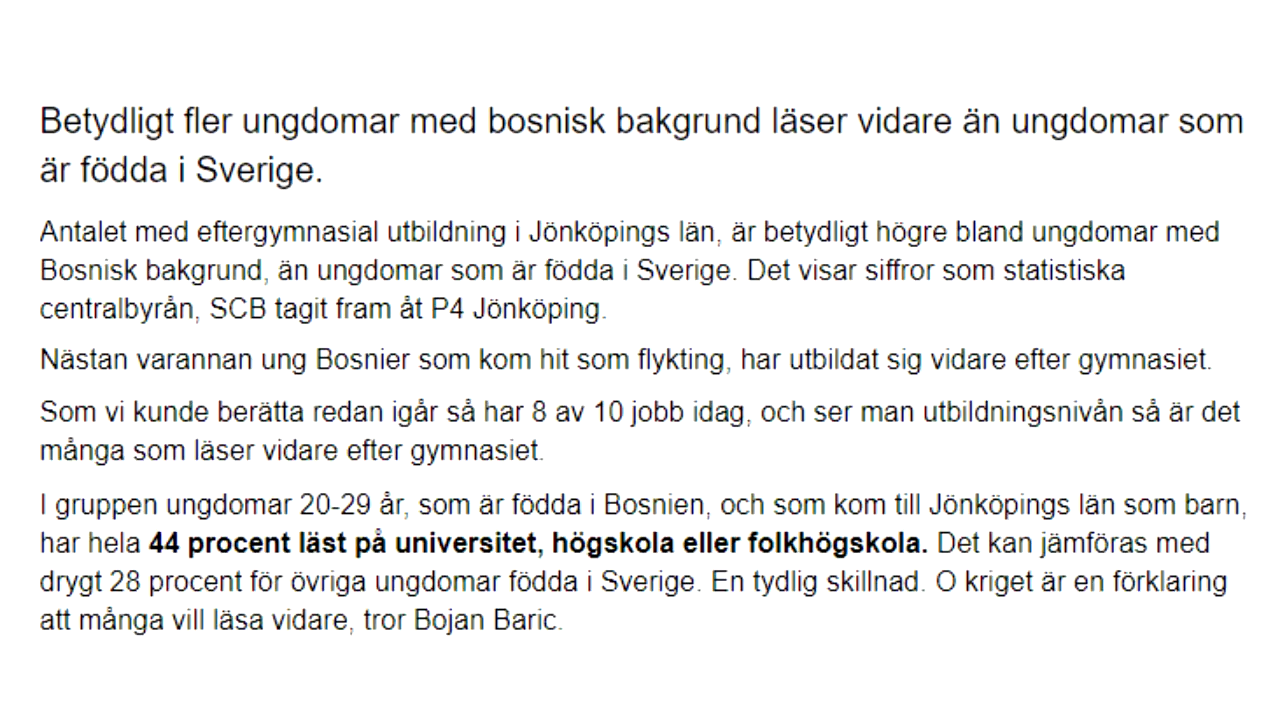 Betydligt fler ungdomar med bosnisk bakgrund läser vidare än ungdomar som
är födda i Sverige.
Antalet med eftergymnasial utbildning i Jönköpings län, är betydligt högre bland ungdomar med
Bosnisk bakgrund, än ungdomar som är födda i Sverige. Det visar siffror som statistiska
centralbyrån, SCB tagit fram åt P4 Jönköping.
Nästan varannan ung Bosnier som kom hit som flykting, har utbildat sig vidare efter gymnasiet.
Som vi kunde berätta redan igår så har 8 av 10 jobb idag, och ser man utbildningsnivån så är det
många som läser vidare efter gymnasiet.
I gruppen ungdomar 20-29 år, som är födda i Bosnien, och som kom till Jönköpings län som barn,
har hela 44 procent läst på universitet, högskola eller folkhögskola. Det kan jämföras med
drygt 28 procent för övriga ungdomar födda i Sverige. En tydlig skillnad. O kriget är en förklaring
att många vill läsa vidare, tror Bojan Baric.